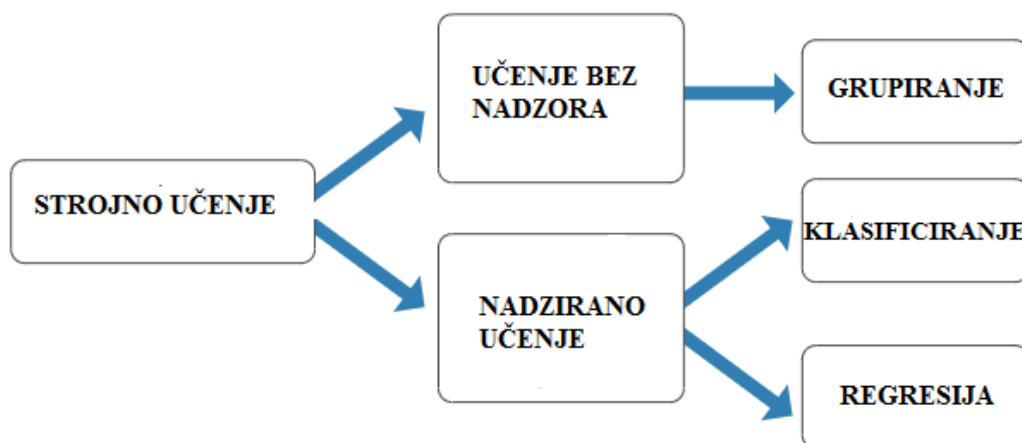 STROJNO UČENJE
UČENJE BEZ
NADZORA
GRUPIRANJE
NADZIRANO
UČENJE
KLASIFICIRANJE
REGRESIJA